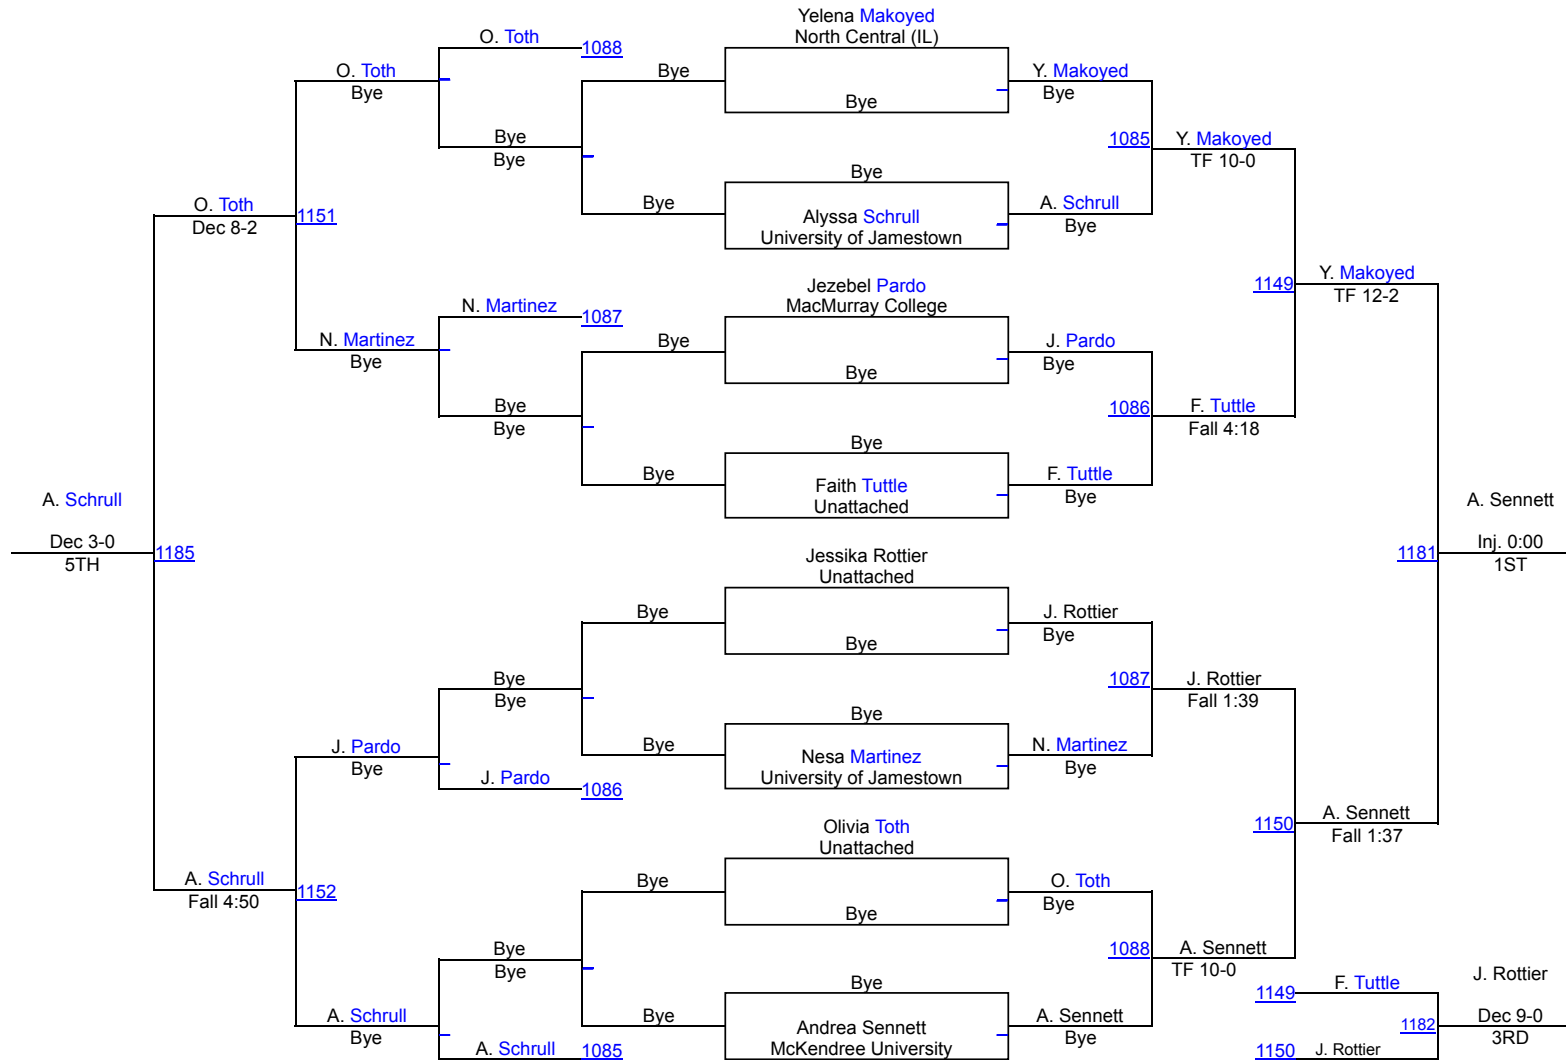 Yelena Makoyed
North Central (IL)
O. Toth
1088
O. Toth
Bye
Bye
Y. Makoyed
Bye
Bye
Bye
Bye
Bye
1085
Y. Makoyed
TF 10-0
Bye
Bye
A. Schrull
Bye
Alyssa Schrull
University of Jamestown
O. Toth
Dec 8-2
1151
Y. Makoyed
TF 12-2
1149
Jezebel Pardo
MacMurray College
N. Martinez
1087
N. Martinez
Bye
Bye
J. Pardo
Bye
Bye
Bye
Bye
1086
F. Tuttle
Fall 4:18
Bye
Bye
F. Tuttle
Bye
Faith Tuttle
Unattached
A. Schrull
Dec 3-0
5TH
1185
A. Sennett
Inj. 0:00
1ST
1181
Jessika Rottier
Unattached
Bye
J. Rottier
Bye
Bye
Bye
Bye
1087
J. Rottier
Fall 1:39
Bye
J. Pardo
Bye
Bye
N. Martinez
Bye
Nesa Martinez
University of Jamestown
J. Pardo
1086
Olivia Toth
Unattached
1150
A. Sennett
Fall 1:37
A. Schrull
Fall 4:50
1152
Bye
O. Toth
Bye
Bye
Bye
Bye
1088
A. Sennett
TF 10-0
Bye
A. Schrull
Bye
Bye
A. Sennett
Bye
Andrea Sennett
McKendree University
A. Schrull
1085
1149
F. Tuttle
J. Rottier
1182
Dec 9-0
3RD
1150
J. Rottier